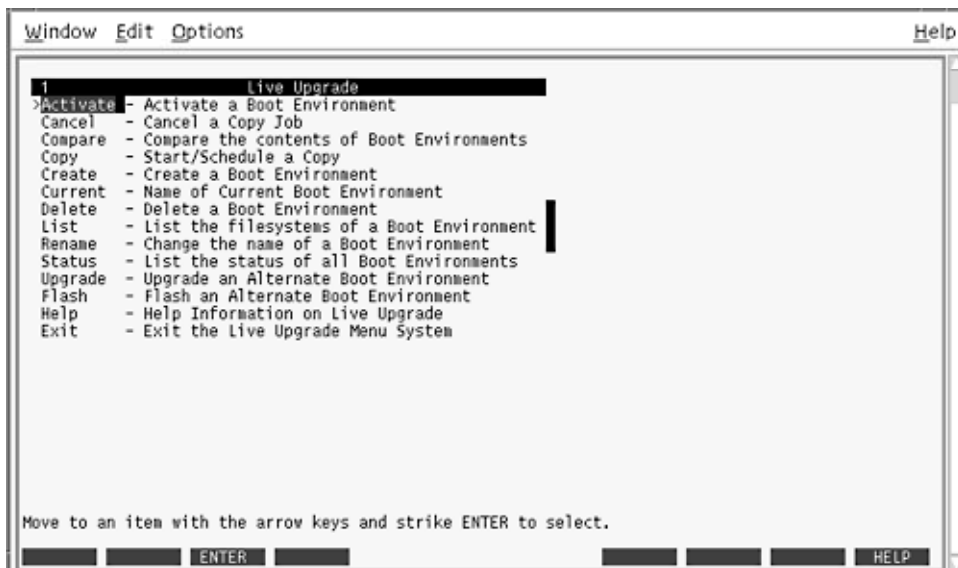 Window Edit Options Help
1 Live Upgrade
>Activate - Activate a Boot Environment
Cancel - Cancel a Copy Job
Compare - Compare the contents of Boot Environments
Copy - Start/Schedule a Copy
Create - Create a Boot Environment
Current - Name of Current Boot Environment
Delete - Delete a Boot Environment
List - List the filesystems of a Boot Environment
Rename - Change the name of a Boot Environment
Status - List the status of all Boot Environments
Upgrade - Upgrade an Alternate Boot Environment
Flash - Flash an Alternate Boot Environment
Help - Help Information on Live Upgrade
Exit - Exit the Live Upgrade Menu System
Move to an item with the arrow keys and strike ENTER to select.
ENTER HELP